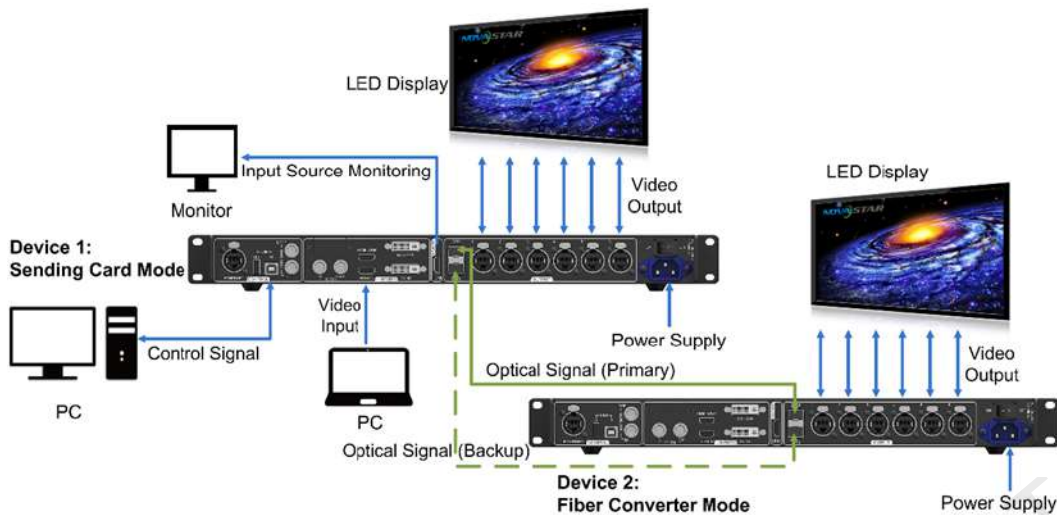 NOVASTAR
LED Display
Input Source Monitoring
Monitor
Video
Output
LED Display
NOVASTAR
Device 1:
Sending Card Mode
Video
Input
Control Signal
PC
PC
Power Supply
Optical Signal (Primary)
Video
Output
Optical Signal (Backup)
Device 2:
Fiber Converter Mode
Power Supply